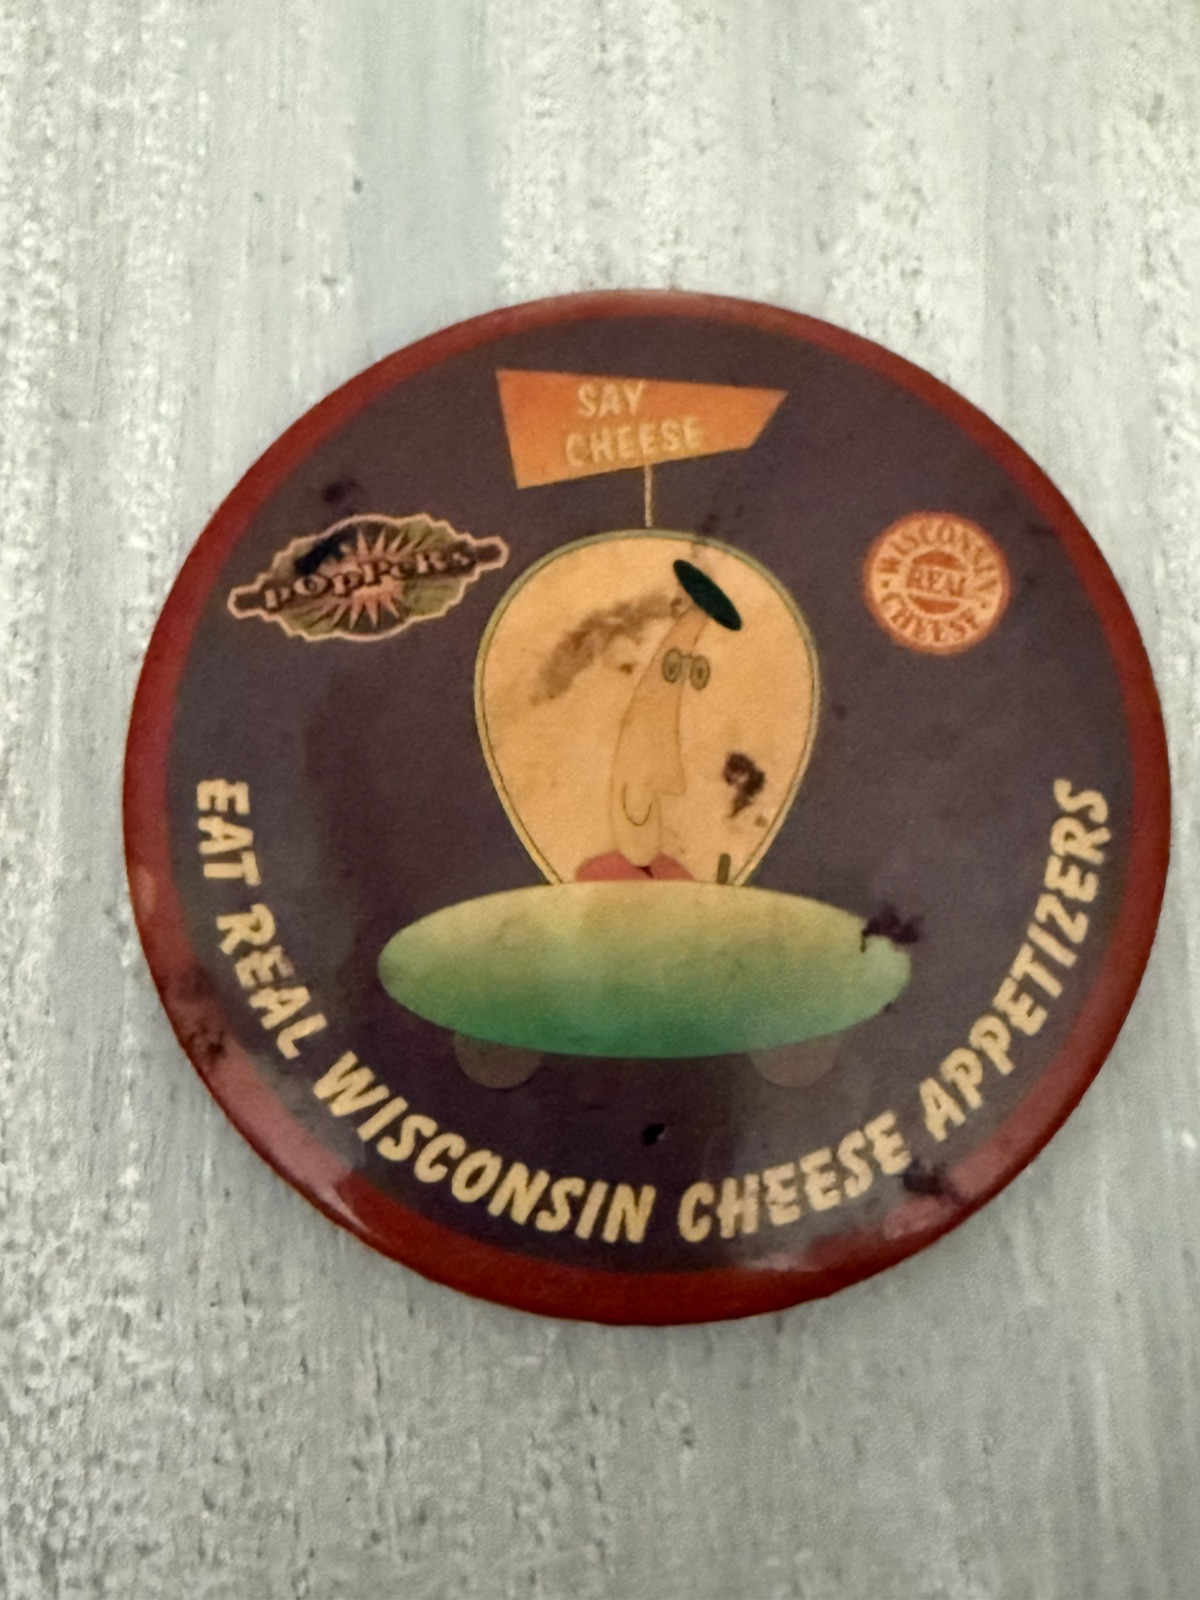 SAY
CHEESE
POPPERS
WISCONSIN
REAL
CHEESE
EAT REAL WISCONSIN CHEESE APPETIZERS